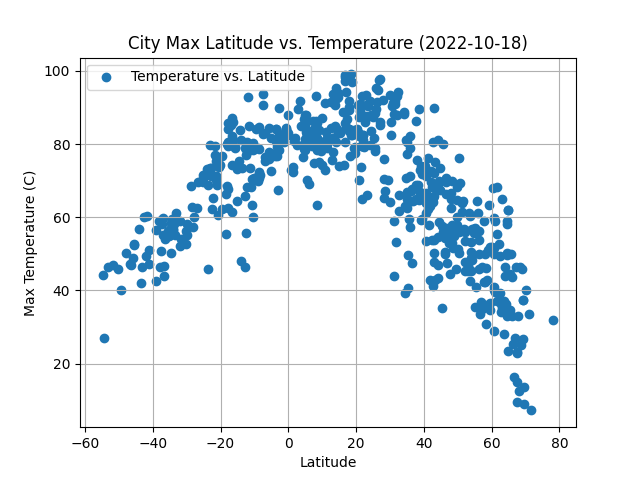 City Max Latitude vs. Temperature (2022-10-18)
Temperature vs. Latitude
Max Temperature (C)
100
80
60
40
20
−60 −40 −20 0 20 40 60 80
Latitude